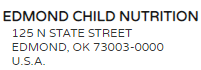 EDMOND CHILD NUTRITION
125 N STATE STREET
EDMOND, OK 73003-0000
U.S.A.